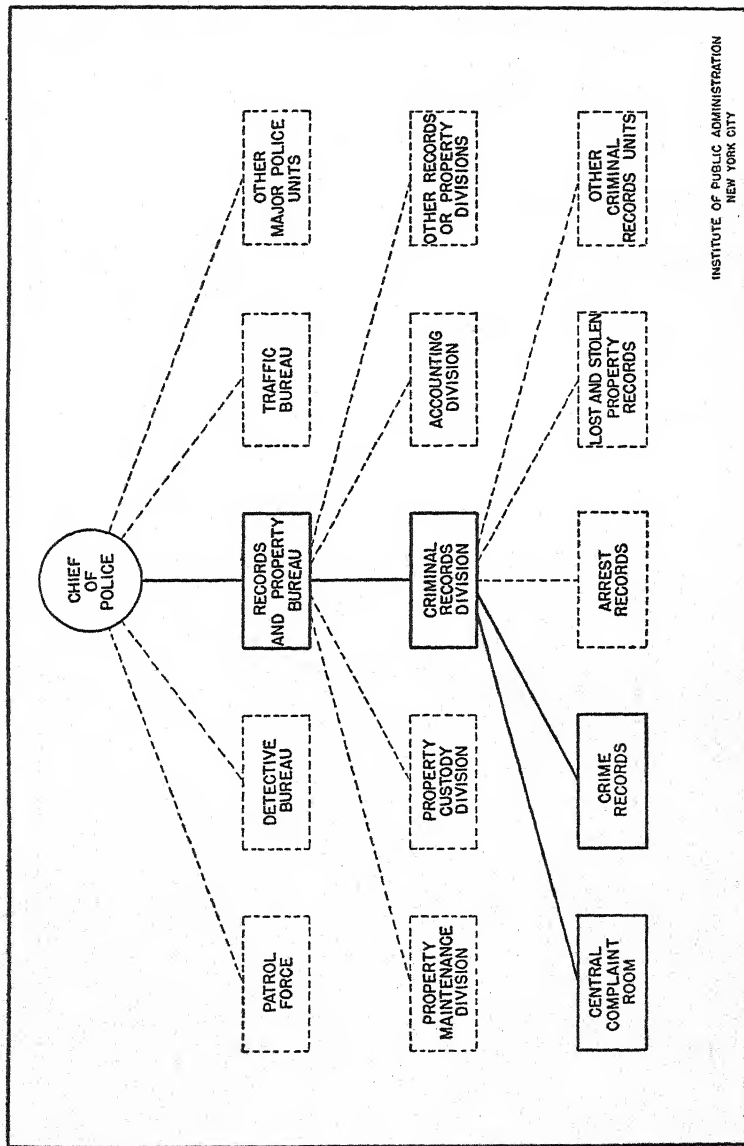 CHIEF
OF
POLICE
PATROL
FORCE
DETECTIVE
BUREAU
RECORDS
AND PROPERTY
BUREAU
TRAFFIC
BUREAU
OTHER
MAJOR POLICE
UNITS
PROPERTY
MAINTENANCE
DIVISION
PROPERTY
CUSTODY
DIVISION
CRIMINAL
RECORDS
DIVISION
ACCOUNTING
DIVISION
OTHER RECORDS
OR PROPERTY
DIVISIONS
CENTRAL
COMPLAINT
ROOM
CRIME
RECORDS
ARREST
RECORDS
LOST AND STOLEN
PROPERTY
RECORDS
OTHER
CRIMINAL
RECORDS UNITS
INSTITUTE OF PUBLIC ADMINISTRATION
NEW YORK CITY